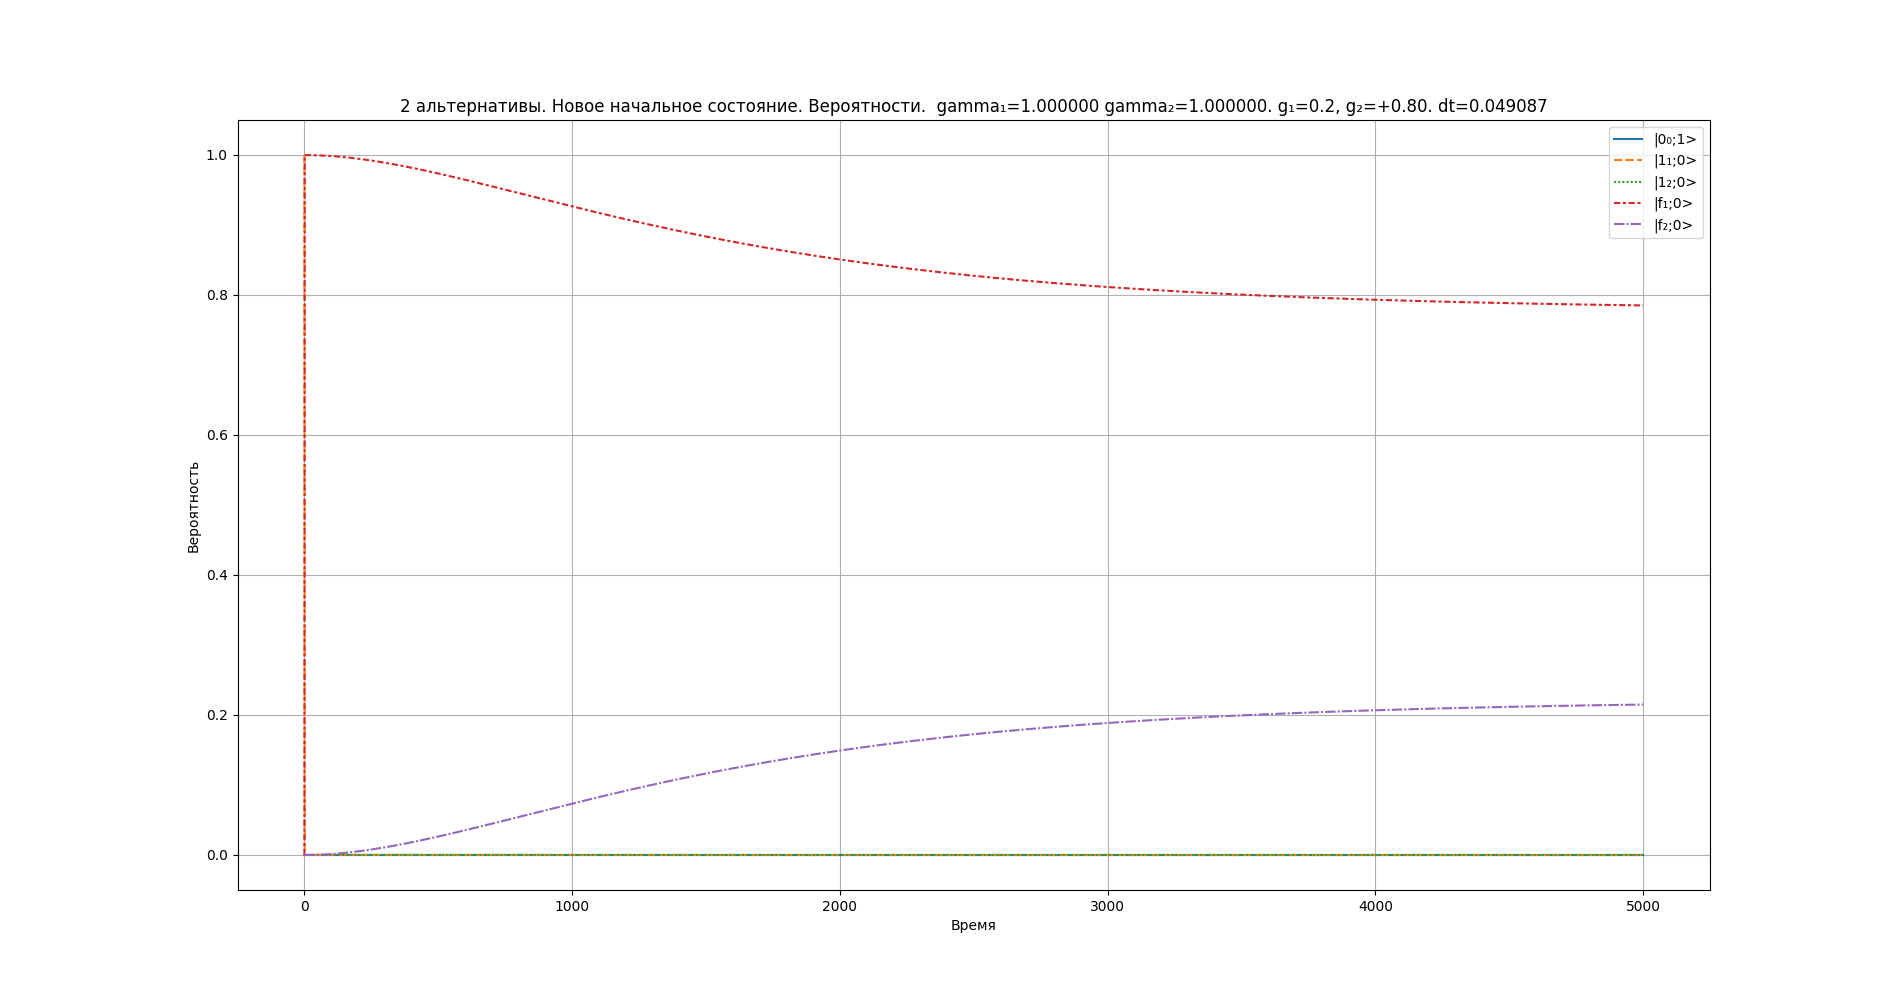 2 альтернативы. Новое начальное состояние. Вероятности.  gamma₁=1.000000 gamma₂=1.000000. g₁=0.2, g₂=+0.80. dt=0.049087
|0₀;1>
|1₁;0>
|1₂;0>
|f₁;0>
|f₂;0>
1.0
0.8
0.6
0.4
0.2
0.0
Вероятность
0 1000 2000 3000 4000 5000
Время